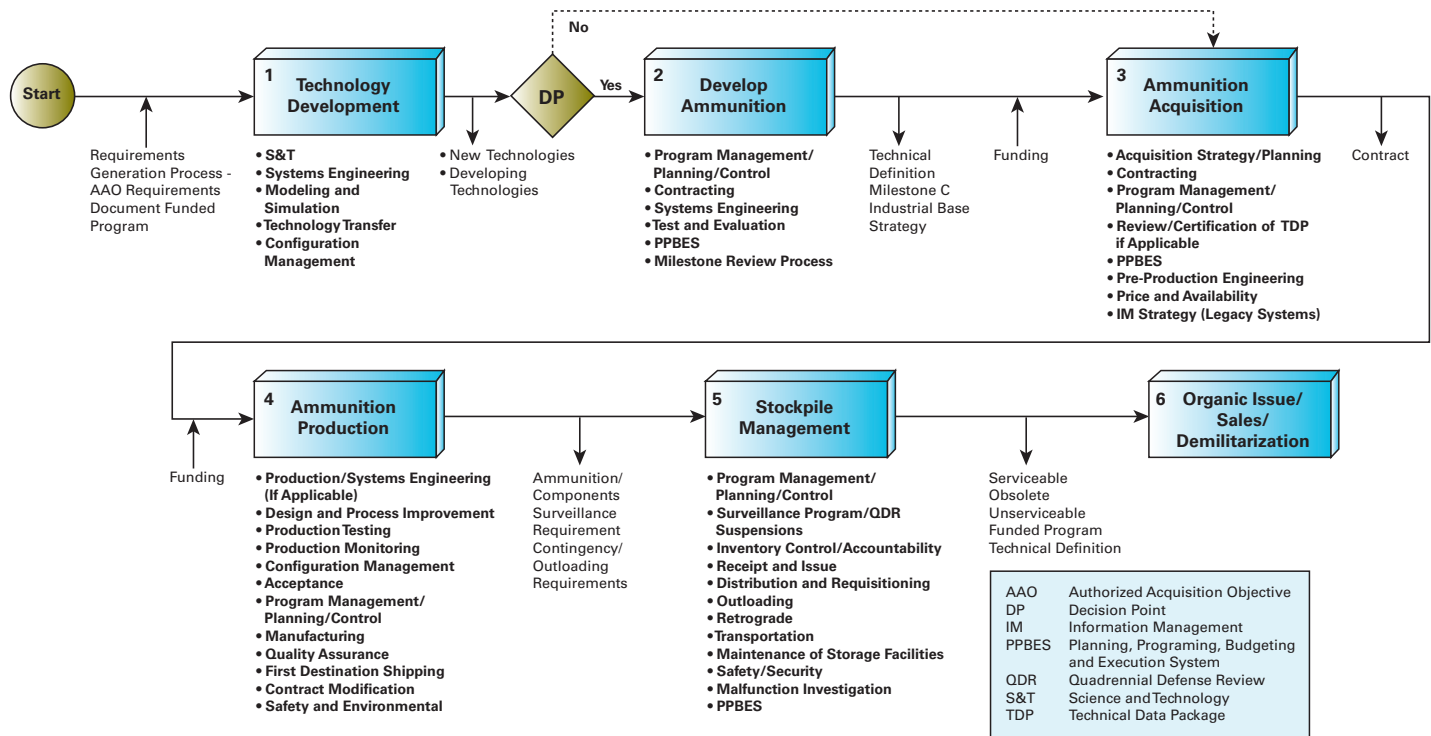 No
Start
1
Technology
Development
DP
Yes
2
Develop
Ammunition
3
Ammunition
Acquisition
Requirements
Generation Process -
AAO Requirements
Document Funded
Program
• S&T
• Systems Engineering
• Modeling and
Simulation
• Technology Transfer
• Configuration
Management
• New Technologies
• Developing
Technologies
• Program Management/
Planning/Control
• Contracting
• Systems Engineering
• Test and Evaluation
• PPBES
• Milestone Review Process
Technical
Definition
Milestone C
Industrial Base
Strategy
Funding
• Acquisition Strategy/Planning
• Contracting
• Program Management/
Planning/Control
• Review/Certification of TDP
if Applicable
• PPBES
• Pre-Production Engineering
• Price and Availability
• IM Strategy (Legacy Systems)
Contract
4
Ammunition
Production
5
Stockpile
Management
6
Organic Issue/
Sales/
Demilitarization
Funding
• Production/Systems Engineering
(If Applicable)
• Design and Process Improvement
• Production Testing
• Production Monitoring
• Configuration Management
• Acceptance
• Program Management/
Planning/Control
• Manufacturing
• Quality Assurance
• First Destination Shipping
• Contract Modification
• Safety and Environmental
Ammunition/
Components
Surveillance
Requirement
Contingency/
Outloading
Requirements
• Program Management/
Planning/Control
• Surveillance Program/QDR
Suspensions
• Inventory Control/Accountability
• Receipt and Issue
• Distribution and Requisitioning
• Outloading
• Retrograde
• Transportation
• Maintenance of Storage Facilities
• Safety/Security
• Malfunction Investigation
• PPBES
Serviceable
Obsolete
Unserviceable
Funded Program
Technical Definition
AAO Authorized Acquisition Objective
DP Decision Point
IM Information Management
PPBES Planning, Programing, Budgeting
and Execution System
QDR Quadrennial Defense Review
S&T Science and Technology
TDP Technical Data Package